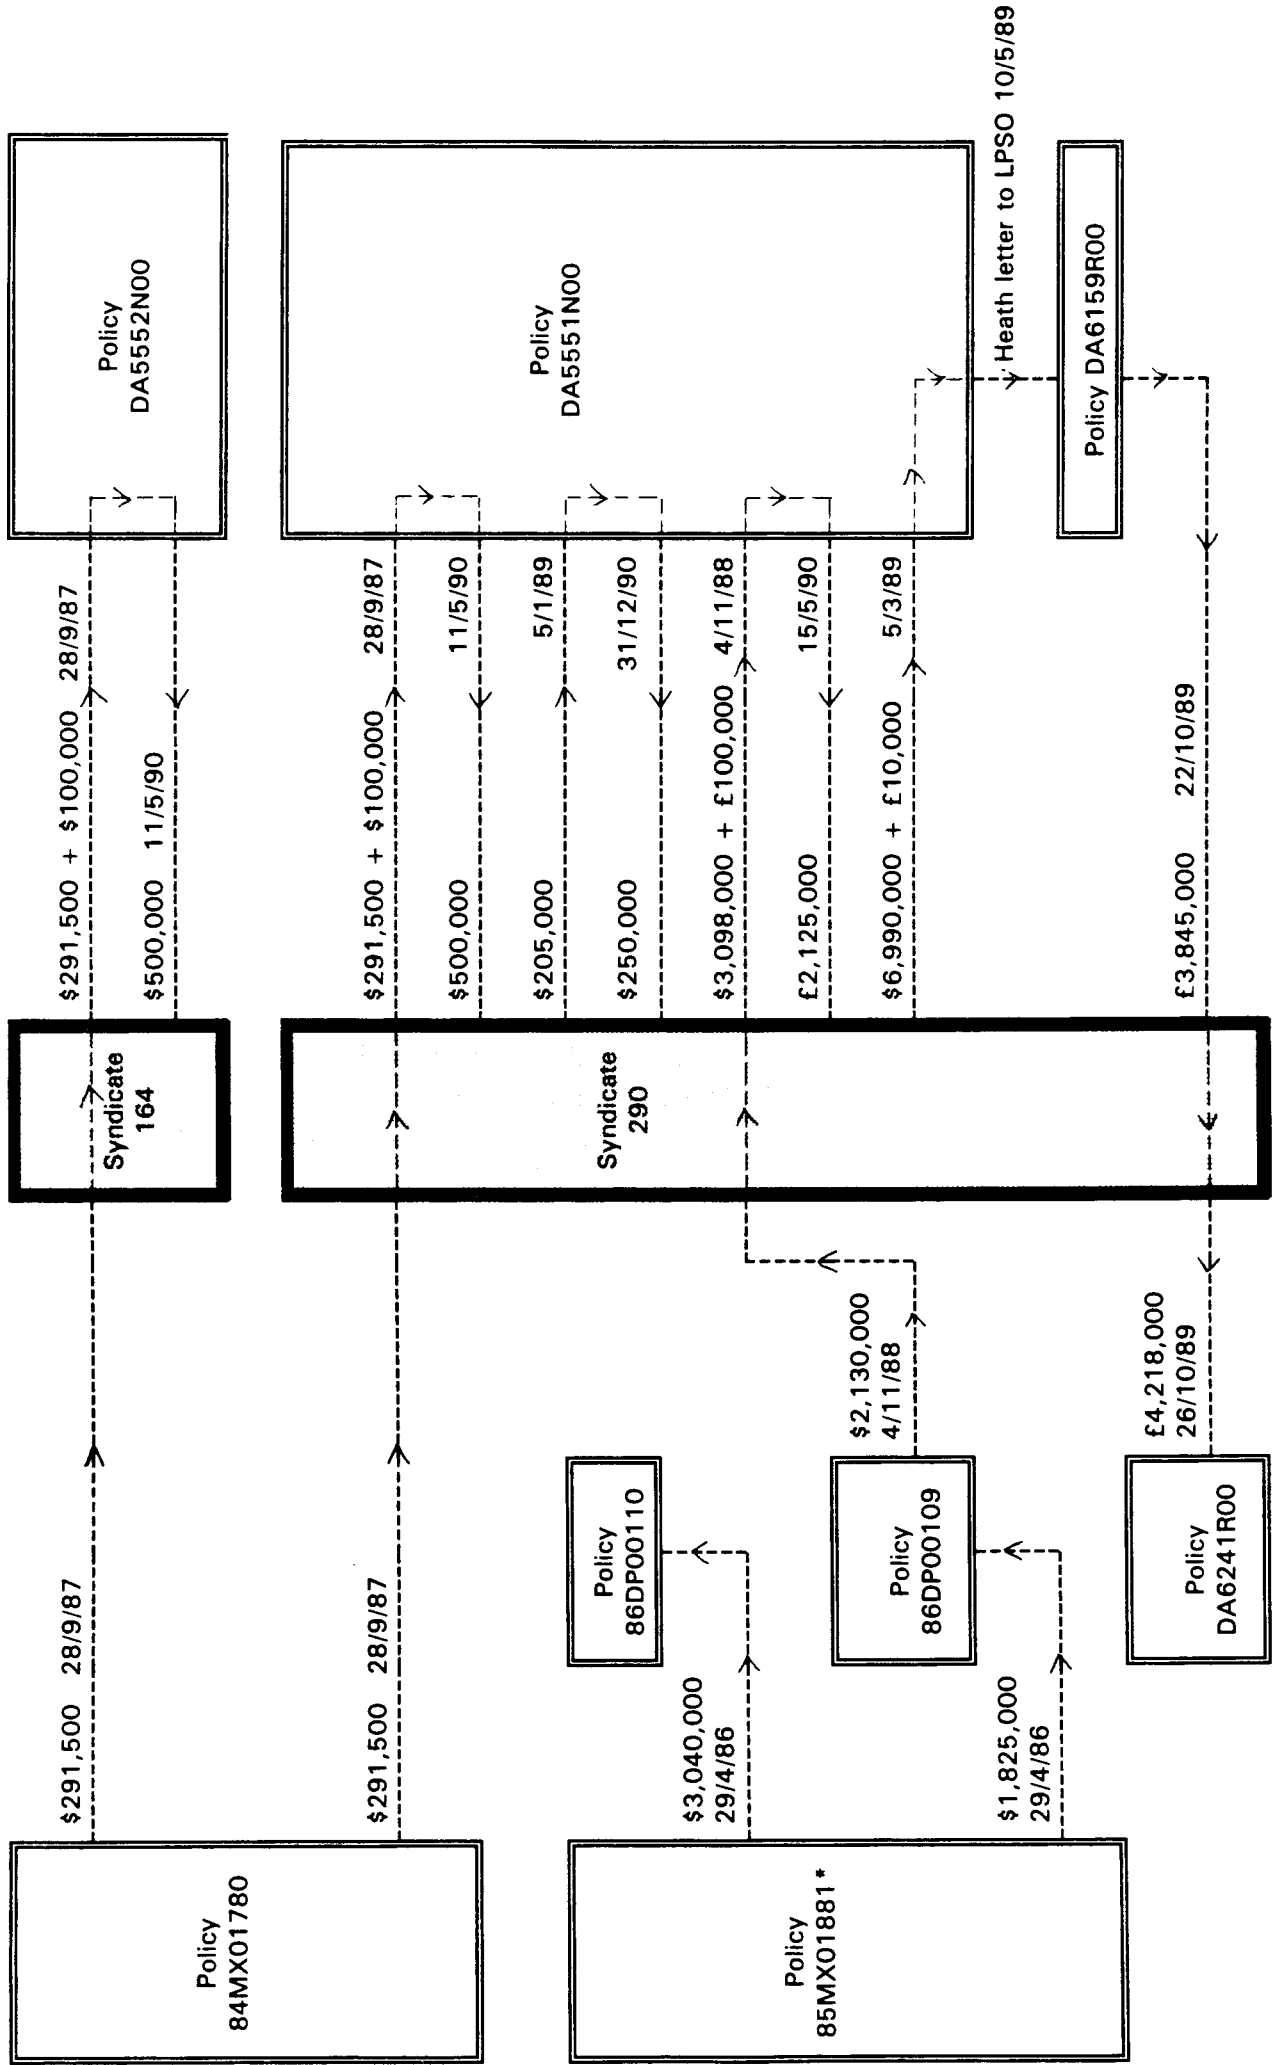 Policy
84MX01780
$291,500 28/9/87
Syndicate
164
$291,500 + $100,000 28/9/87
$500,000 11/5/90
Policy
DA5552N00
$291,500 28/9/87
Syndicate
290
$291,500 + $100,000 28/9/87
$500,000 11/5/90
$205,000 5/1/89
$250,000 31/12/90
$3,098,000 + £100,000 4/11/88
£2,125,000 15/5/90
$6,990,000 + £10,000 5/3/89
Policy
DA5551N00
Heath letter to LPSO 10/5/89
Policy DA6159R00
£3,845,000 22/10/89
Policy
85MX01881*
$3,040,000
29/4/86
Policy
86DP00110
$1,825,000
29/4/86
Policy
86DP00109
$2,130,000
4/11/88
Policy
DA6241R00
£4,218,000
26/10/89